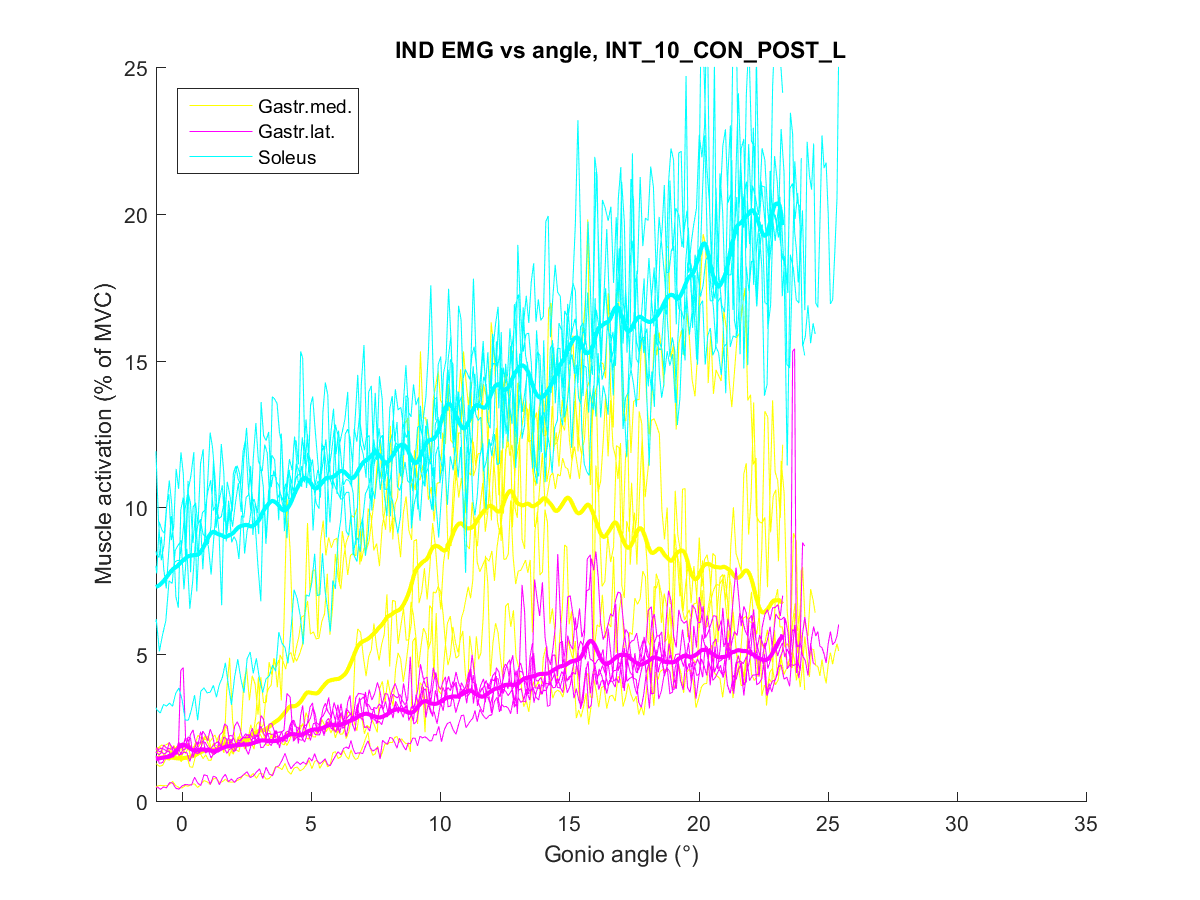 IND EMG vs angle, INT_10_CON_POST_L
25
20
15
10
5
0
Muscle activation (% of MVC)
Gastr.med.
Gastr.lat.
Soleus
0 5 10 15 20 25 30 35
Gonio angle (°)